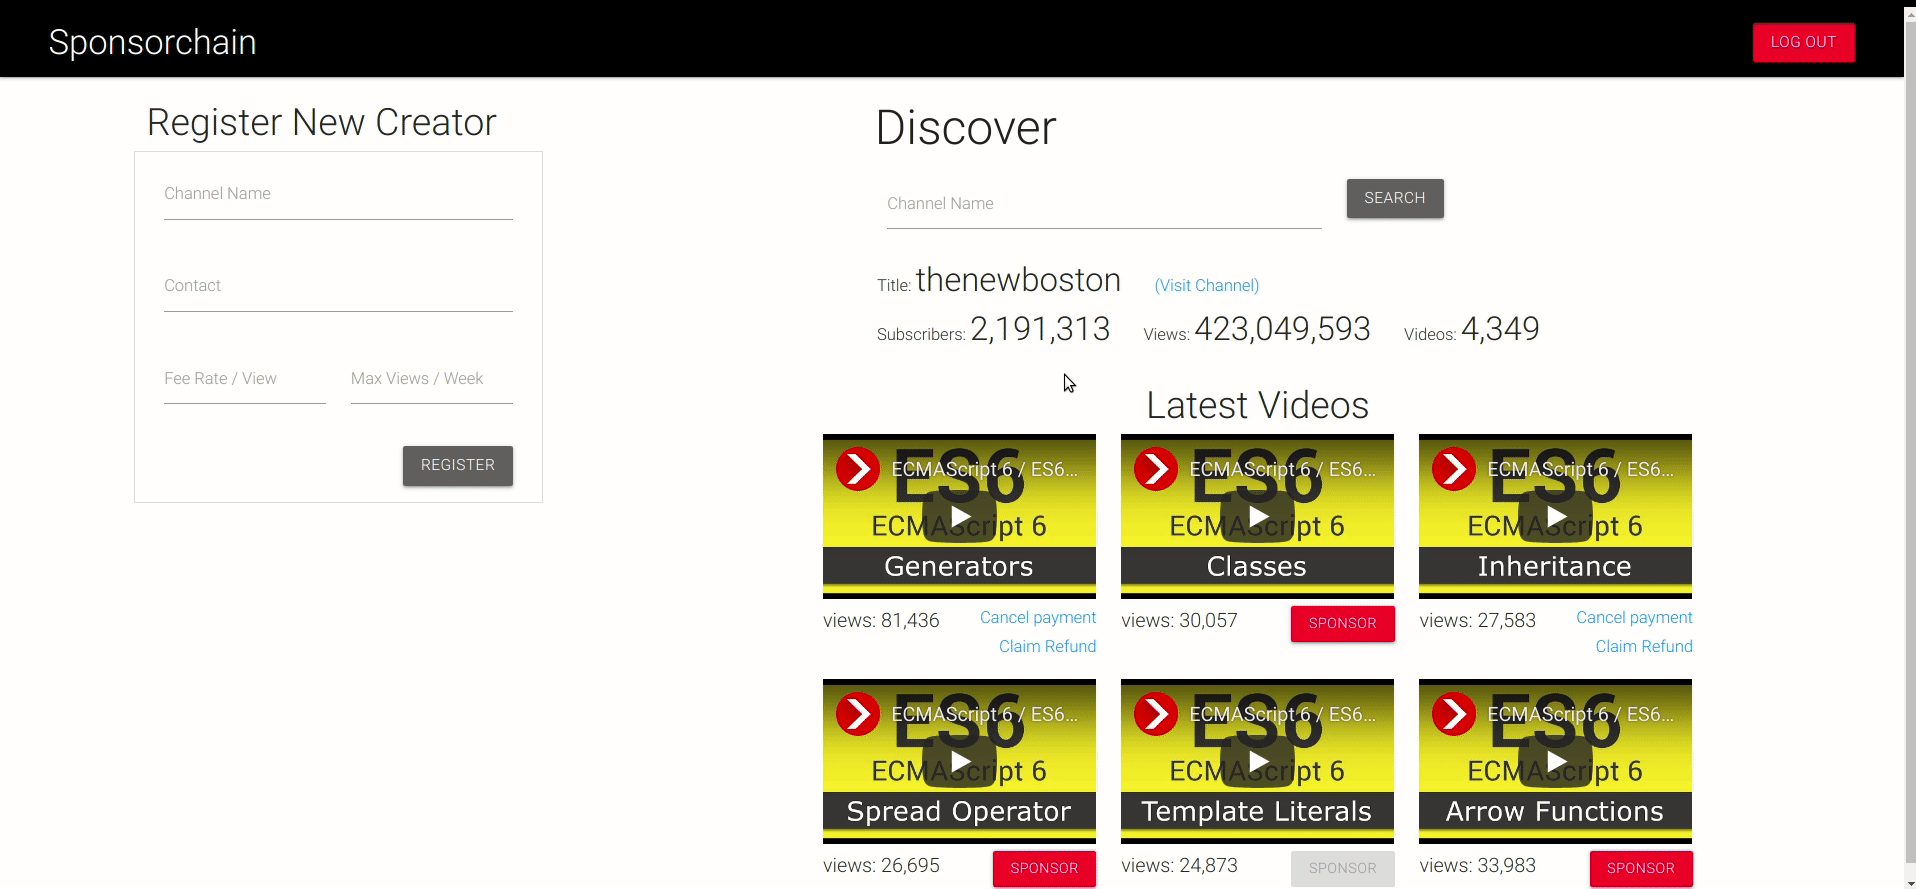 Sponsorchain
LOG OUT
Register New Creator
Channel Name
Contact
Fee Rate / View
Max Views / Week
REGISTER
Discover
Channel Name
SEARCH
Title: thenewboston (Visit Channel)
Subscribers: 2,191,313 Views: 423,049,593 Videos: 4,349
Latest Videos
ECMAScript 6 / ES6...
ES6
ECMAScript 6
Generators
views: 81,436
Cancel payment
Claim Refund
ECMAScript 6 / ES6...
ES6
ECMAScript 6
Classes
views: 30,057
SPONSOR
ECMAScript 6 / ES6...
ES6
ECMAScript 6
Inheritance
views: 27,583
Cancel payment
Claim Refund
ECMAScript 6 / ES6...
ES6
ECMAScript 6
Spread Operator
views: 26,695
SPONSOR
ECMAScript 6 / ES6...
ES6
ECMAScript 6
Template Literals
views: 24,873
SPONSOR
ECMAScript 6 / ES6...
ES6
ECMAScript 6
Arrow Functions
views: 33,983
SPONSOR